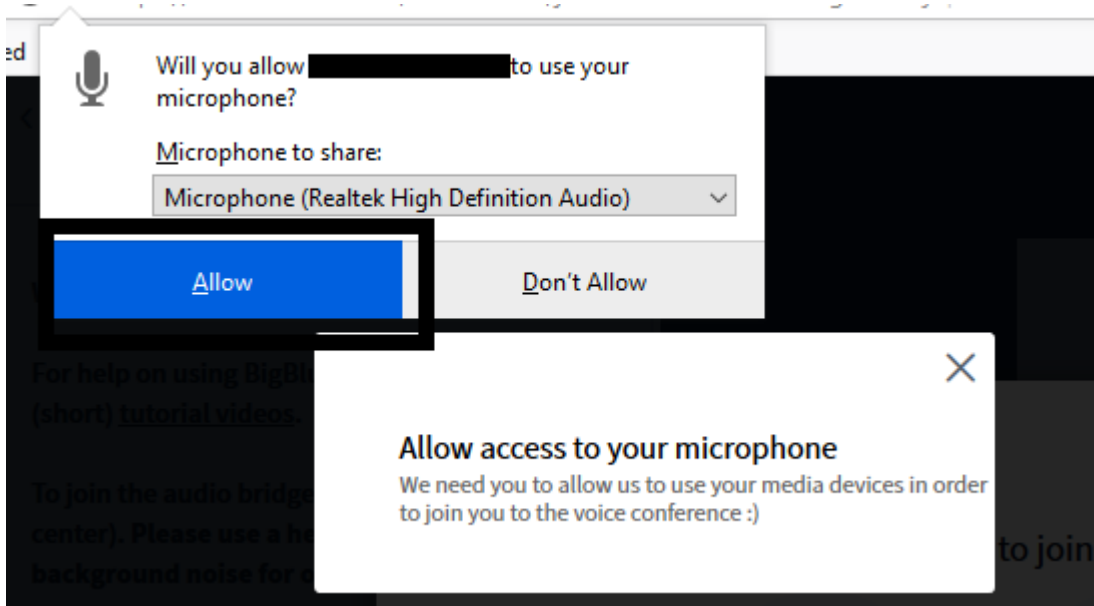 ed
Will you allow to use your
microphone?
Microphone to share:
Microphone (Realtek High Definition Audio)
Allow
Don't Allow
For help on using
(short) tutorial videos.
Allow access to your microphone
We need you to allow us to use your media devices in order
to join you to the voice conference :)
To join the audio bridge
center). Please use a
background noise for
to join